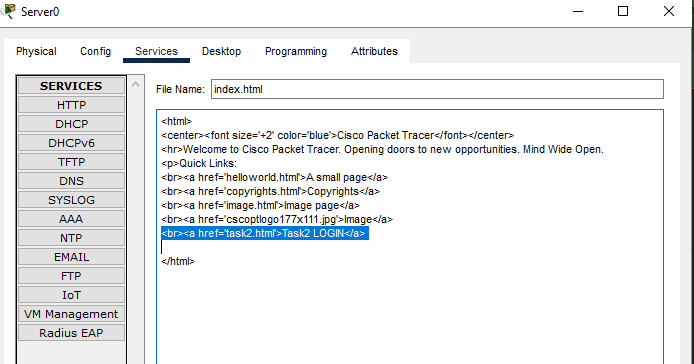 Server0
Physical Config Services Desktop Programming Attributes
SERVICES
HTTP
DHCP
DHCPv6
TFTP
DNS
SYSLOG
AAA
NTP
EMAIL
FTP
IoT
VM Management
Radius EAP
File Name: index.html
<html>
<center><font size='+2' color='blue'>Cisco Packet Tracer</font></center>
<hr>Welcome to Cisco Packet Tracer. Opening doors to new opportunities. Mind Wide Open.
<p>Quick Links:
<br><a href='helloworld.html'>A small page</a>
<br><a href='copyrights.html'>Copyrights</a>
<br><a href='image.html'>Image page</a>
<br><a href='cscoptlogo177x111.jpg'>Image</a>
<br><a href='task2.html'>Task2 LOGIN</a>
</html>